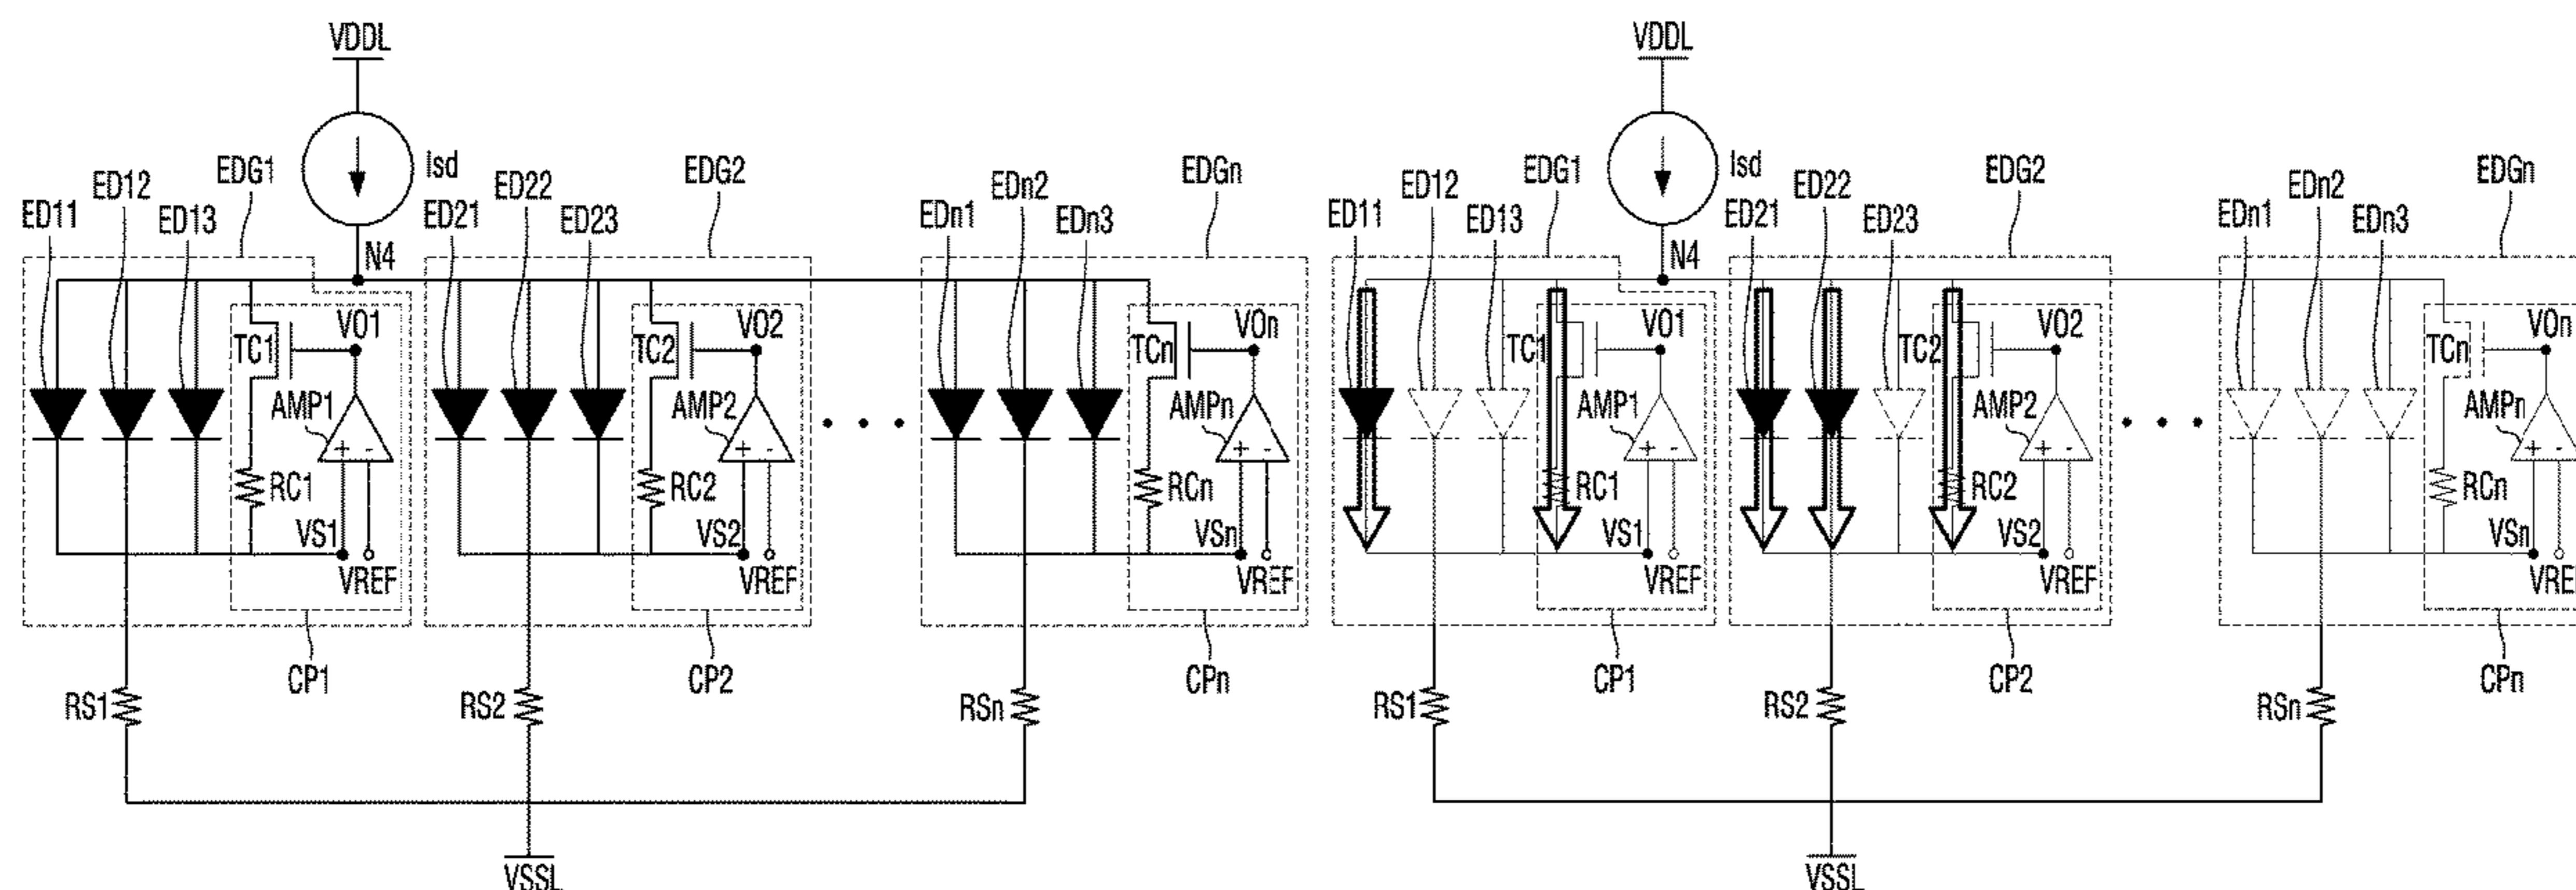 VDDL
Isd
EDG1
EDG2
EDGn
ED12
ED22
EDn2
ED11
ED13
ED21
ED23
EDn1
EDn3
N4
VO1
VO2
VOn
TC1
TC2
TCn
AMP1
AMP2
AMPn
+ -
+ -
+ -
RC1
RC2
RCn
VS1
VS2
VSn
VREF
VREF
VREF
CP1
CP2
CPn
RS1
RS2
RSn
VSSL
VDDL
Isd
EDG1
EDG2
EDGn
ED12
ED22
EDn2
ED11
ED13
ED21
ED23
EDn1
EDn3
N4
VO1
VO2
VOn
TC1
TC2
TCn
AMP1
AMP2
AMPn
+ -
+ -
+ -
RC1
RC2
RCn
VS1
VS2
VSn
VREF
VREF
CP1
CP2
CPn
RS1
RS2
RSn
VSSL